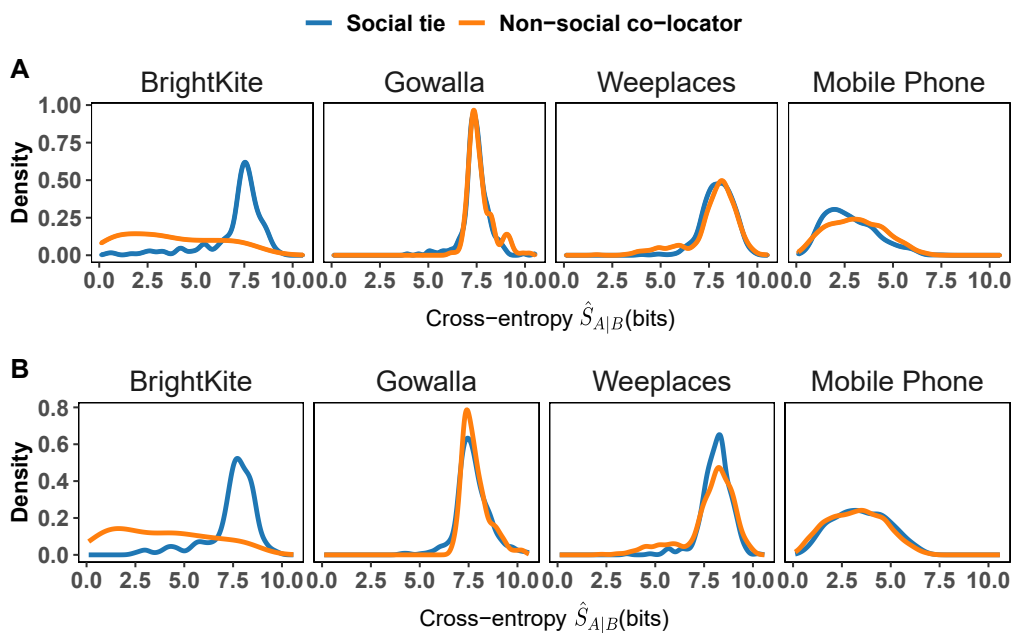 Social tie Non−social co−locator
A
BrightKite Gowalla Weeplaces Mobile Phone
1.00
0.75
0.50
0.25
0.00
Density
0.0 2.5 5.0 7.5 10.0 0.0 2.5 5.0 7.5 10.0 0.0 2.5 5.0 7.5 10.0 0.0 2.5 5.0 7.5 10.0
Cross−entropy Ŝ_{A|B}(bits)
B
BrightKite Gowalla Weeplaces Mobile Phone
0.8
0.6
0.4
0.2
0.0
Density
0.0 2.5 5.0 7.5 10.0 0.0 2.5 5.0 7.5 10.0 0.0 2.5 5.0 7.5 10.0 0.0 2.5 5.0 7.5 10.0
Cross−entropy Ŝ_{A|B}(bits)